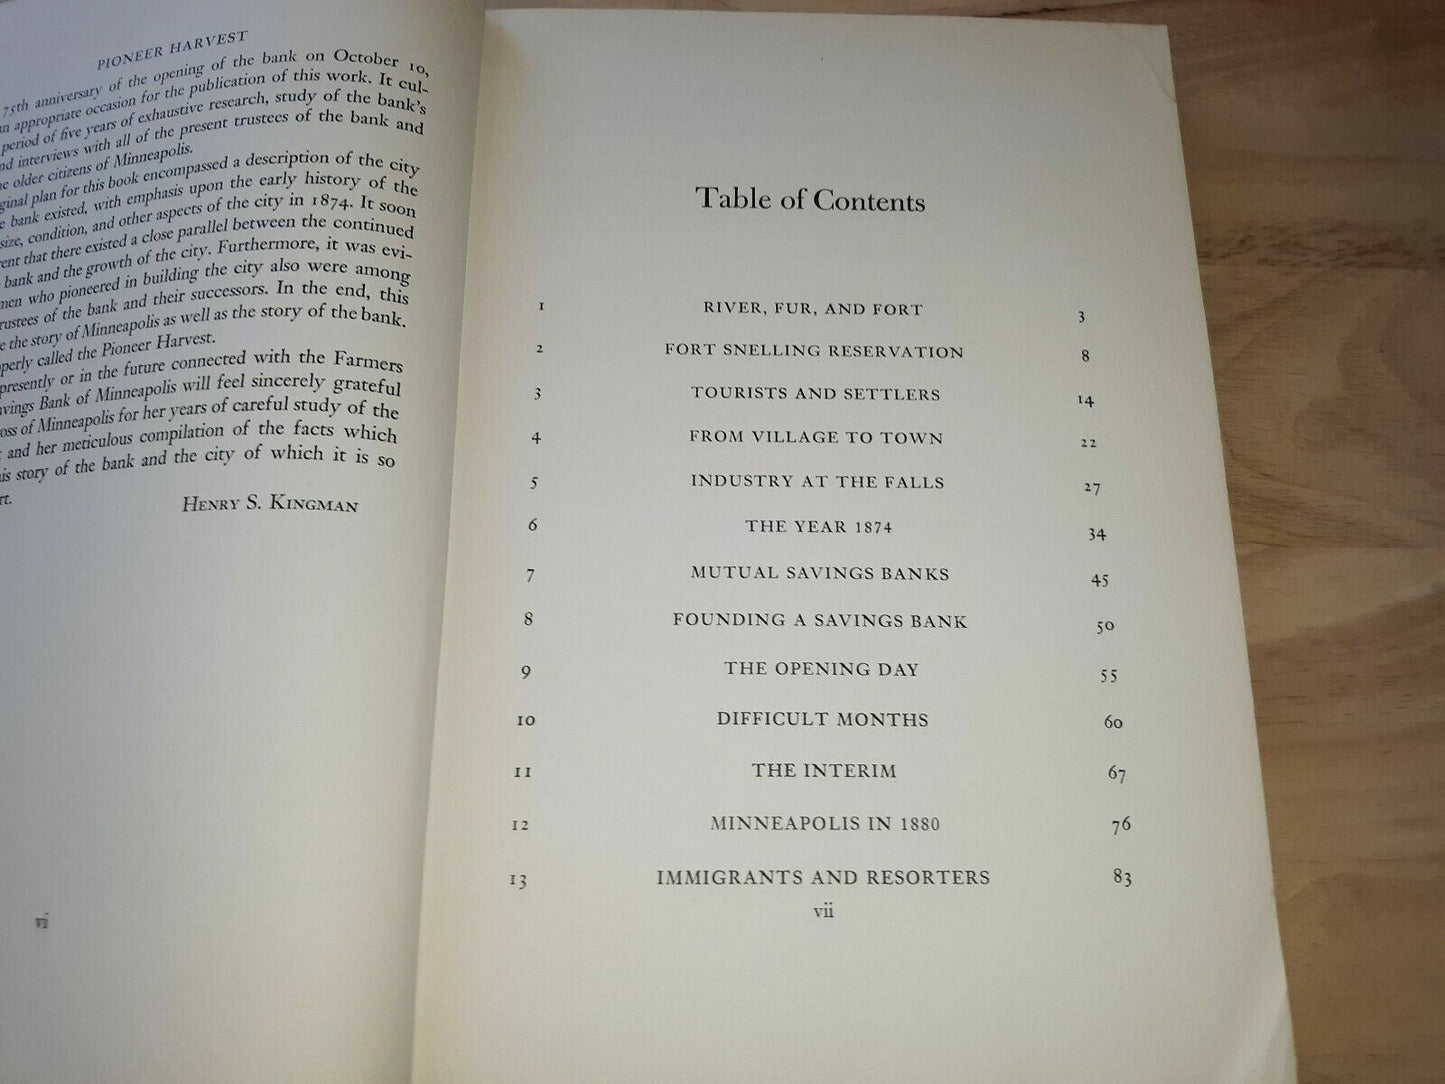 PIONEER HARVEST
75th anniversary of the opening of the bank on October 10,
an appropriate occasion for the publication of this work. It cul-
period of five years of exhaustive research, study of the bank's
and interviews with all of the present trustees of the bank and
older citizens of Minneapolis.
plan for this book encompassed a description of the city
bank existed, with emphasis upon the early history of the
size, condition, and other aspects of the city in 1874. It soon
that there existed a close parallel between the continued
bank and the growth of the city. Furthermore, it was evi-
men who pioneered in building the city also were among
trustees of the bank and their successors. In the end, this
the story of Minneapolis as well as the story of the bank.
called the Pioneer Harvest.
presently or in the future connected with the Farmers
Savings Bank of Minneapolis will feel sincerely grateful
oss of Minneapolis for her years of careful study of the
and her meticulous compilation of the facts which
story of the bank and the city of which it is so
rt.
Henry S. Kingman
vi
Table of Contents
1 RIVER, FUR, AND FORT 3
2 FORT SNELLING RESERVATION 8
3 TOURISTS AND SETTLERS 14
4 FROM VILLAGE TO TOWN 22
5 INDUSTRY AT THE FALLS 27
6 THE YEAR 1874 34
7 MUTUAL SAVINGS BANKS 45
8 FOUNDING A SAVINGS BANK 50
9 THE OPENING DAY 55
10 DIFFICULT MONTHS 60
11 THE INTERIM 67
12 MINNEAPOLIS IN 1880 76
13 IMMIGRANTS AND RESORTERS 83
vii